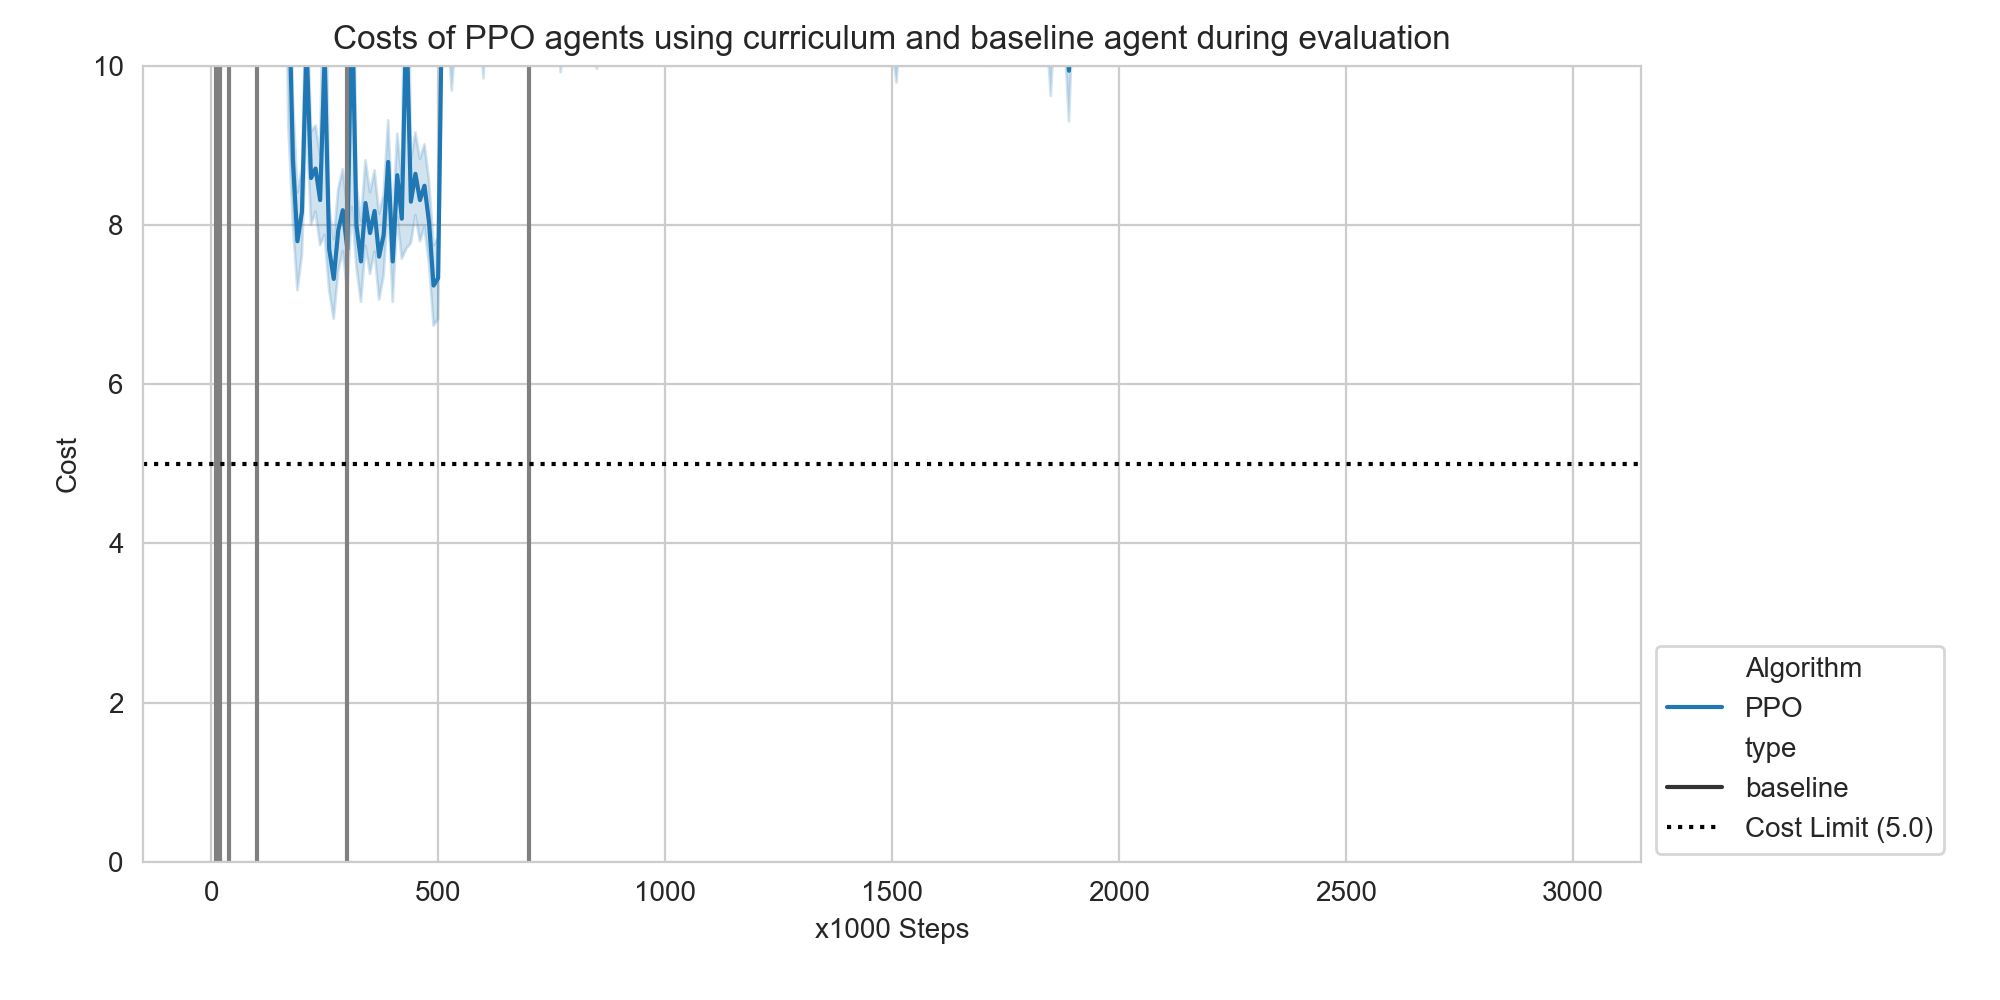 Costs of PPO agents using curriculum and baseline agent during evaluation
10
8
6
4
2
0
Cost
0 500 1000 1500 2000 2500 3000
x1000 Steps
Algorithm
PPO
type
baseline
Cost Limit (5.0)